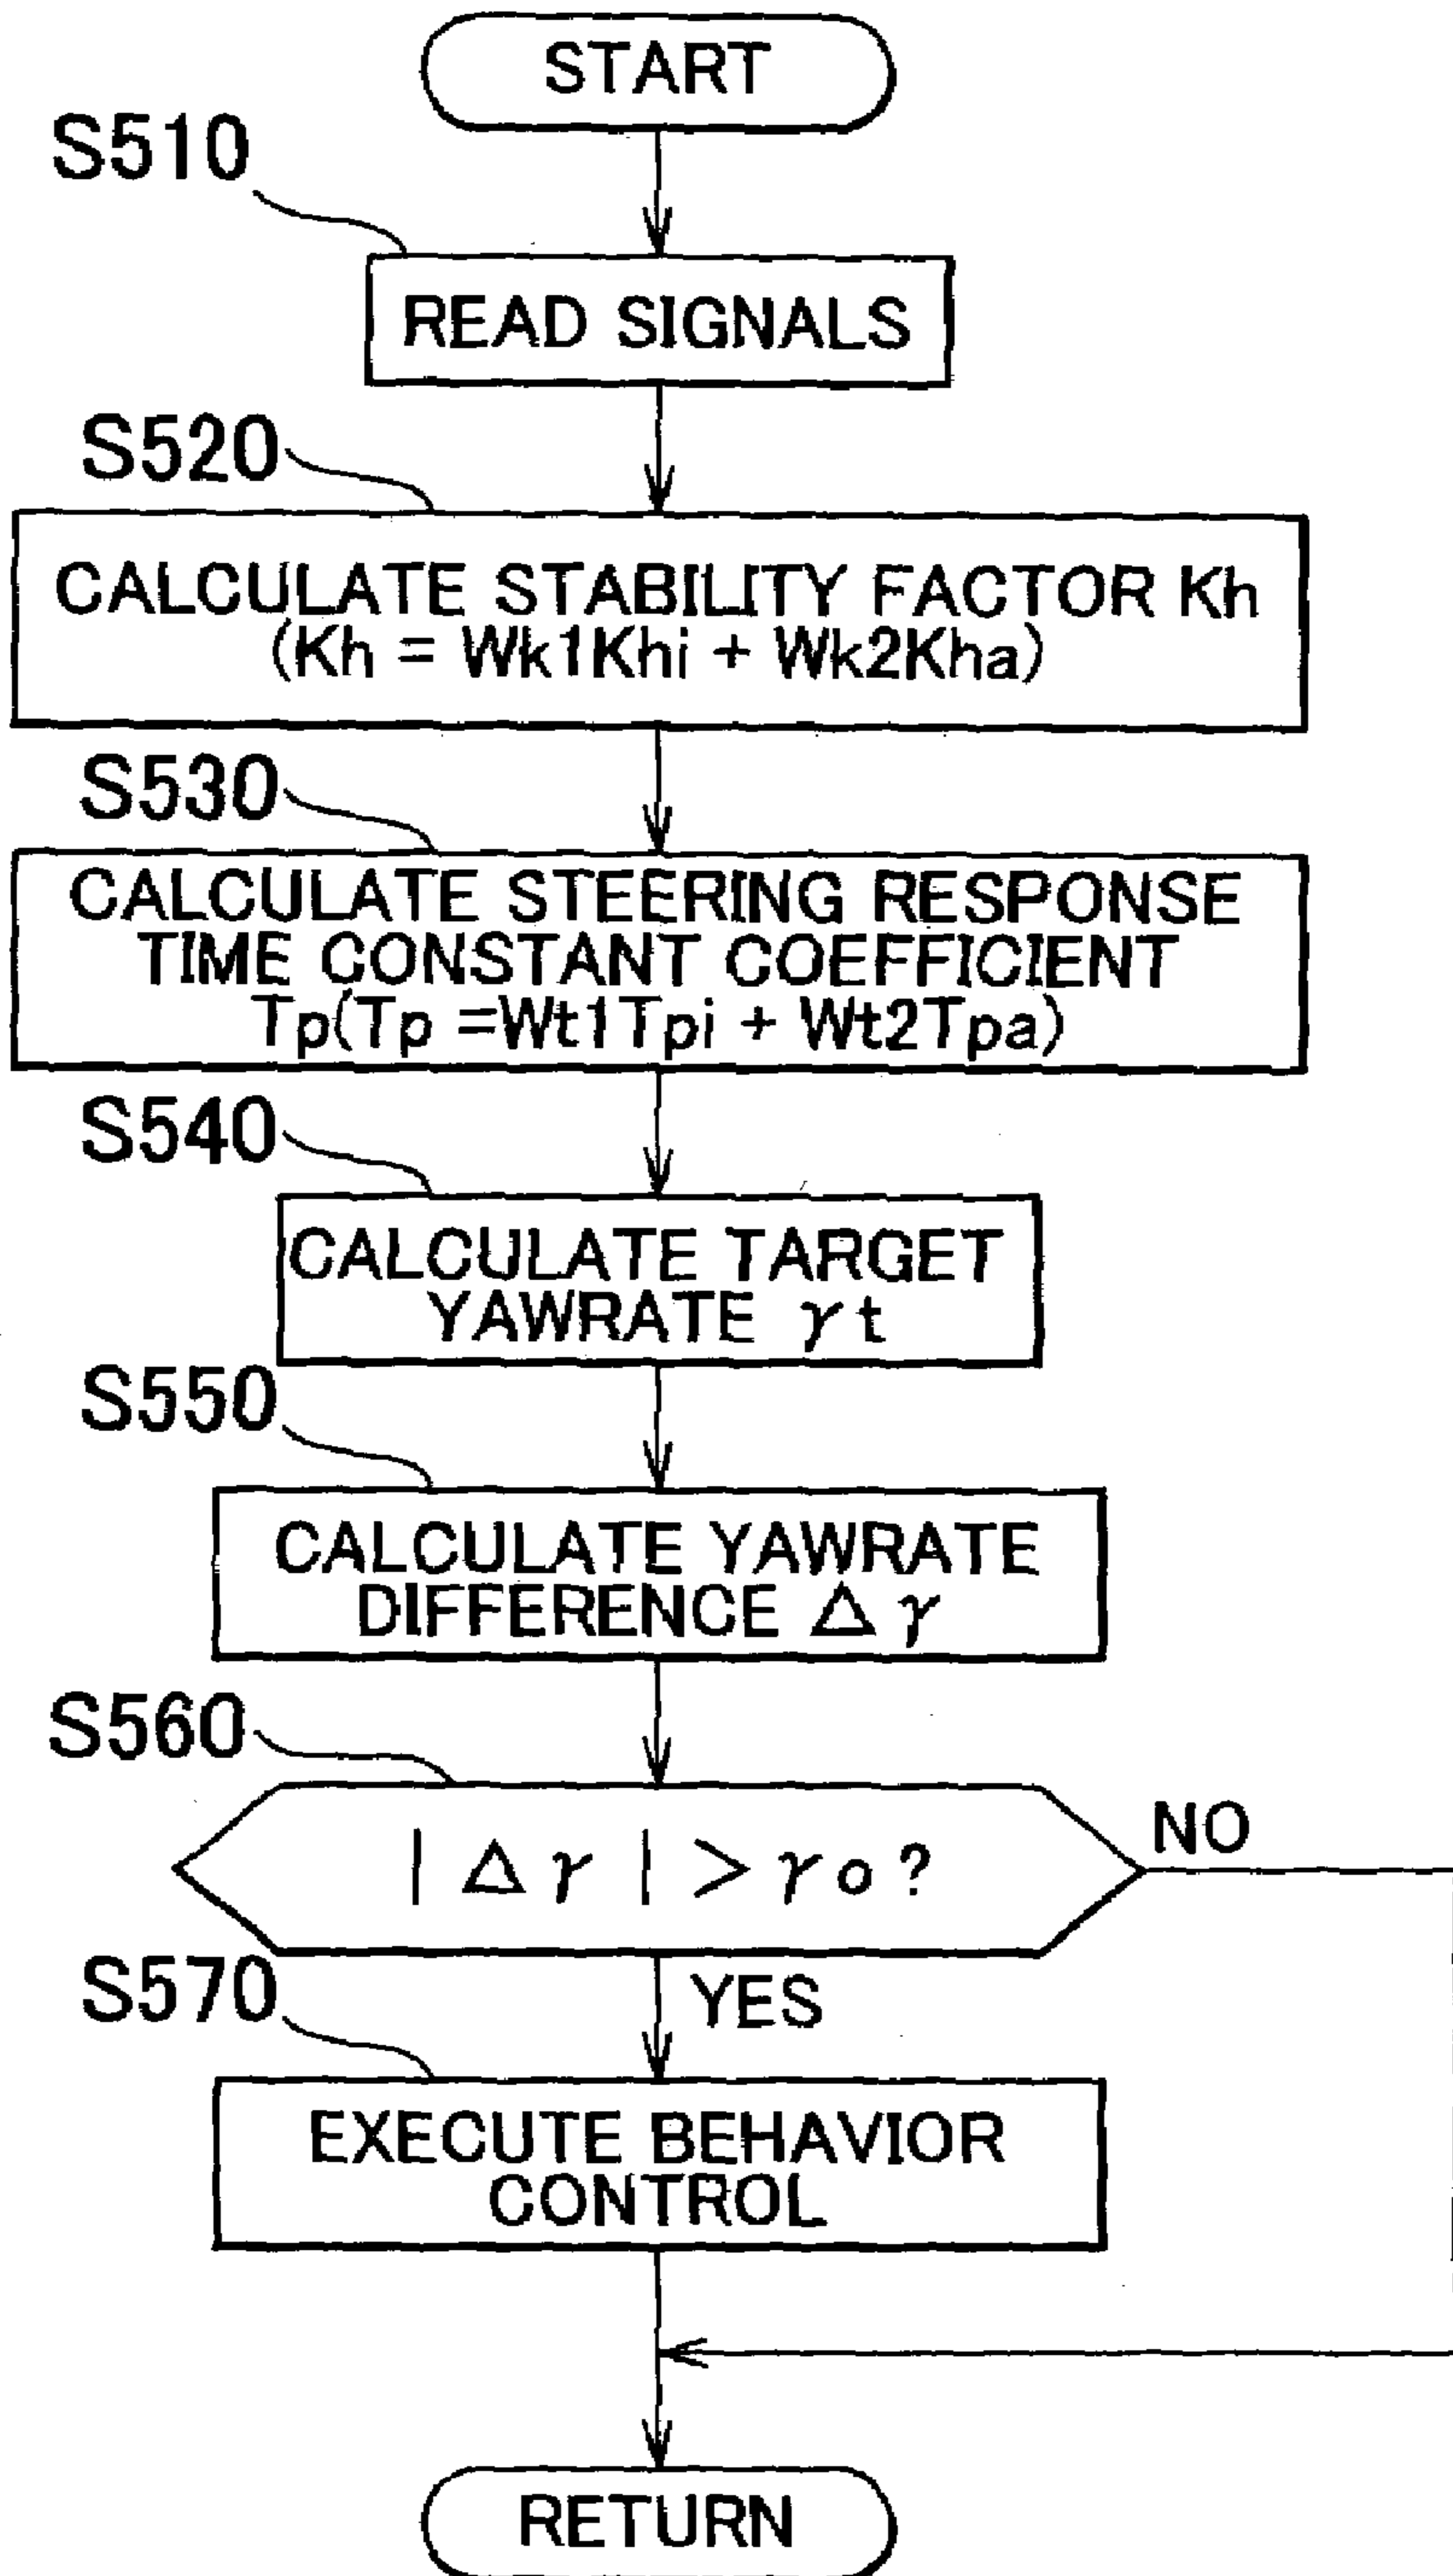 START
S510
READ SIGNALS
S520
CALCULATE STABILITY FACTOR Kh
(Kh = Wk1Khi + Wk2Kha)
S530
CALCULATE STEERING RESPONSE
TIME CONSTANT COEFFICIENT
Tp(Tp =Wt1Tpi + Wt2Tpa)
S540
CALCULATE TARGET
YAWRATE γt
S550
CALCULATE YAWRATE
DIFFERENCE Δγ
S560
|Δγ|>γo?
NO
YES
S570
EXECUTE BEHAVIOR
CONTROL
RETURN